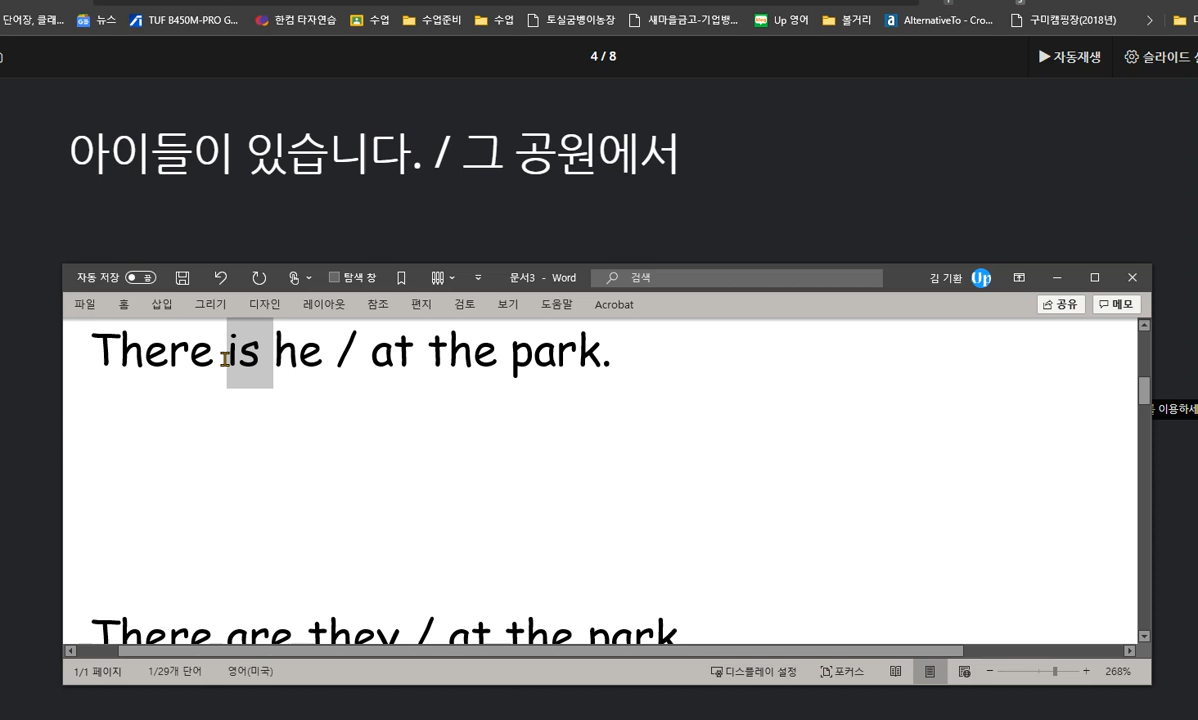 단어장, 클래...
뉴스
TUF B450M-PRO G...
한컴 타자연습
수업
수업준비
수업
토실굼벵이농장
새마을금고-기업뱅...
Up 영어
볼거리
AlternativeTo - Cro...
구미캠핑장(2018년)
4 / 8
자동재생
슬라이드
아이들이 있습니다. / 그 공원에서
자동 저장 끔
탐색 창
문서3 - Word
검색
김 기환
Up
파일 홈 삽입 그리기 디자인 레이아웃 참조 편지 검토 보기 도움말 Acrobat
공유
메모
There is he / at the park.
이용하세
There are they / at the park
1/1 페이지
1/29개 단어
영어(미국)
디스플레이 설정
포커스
268%